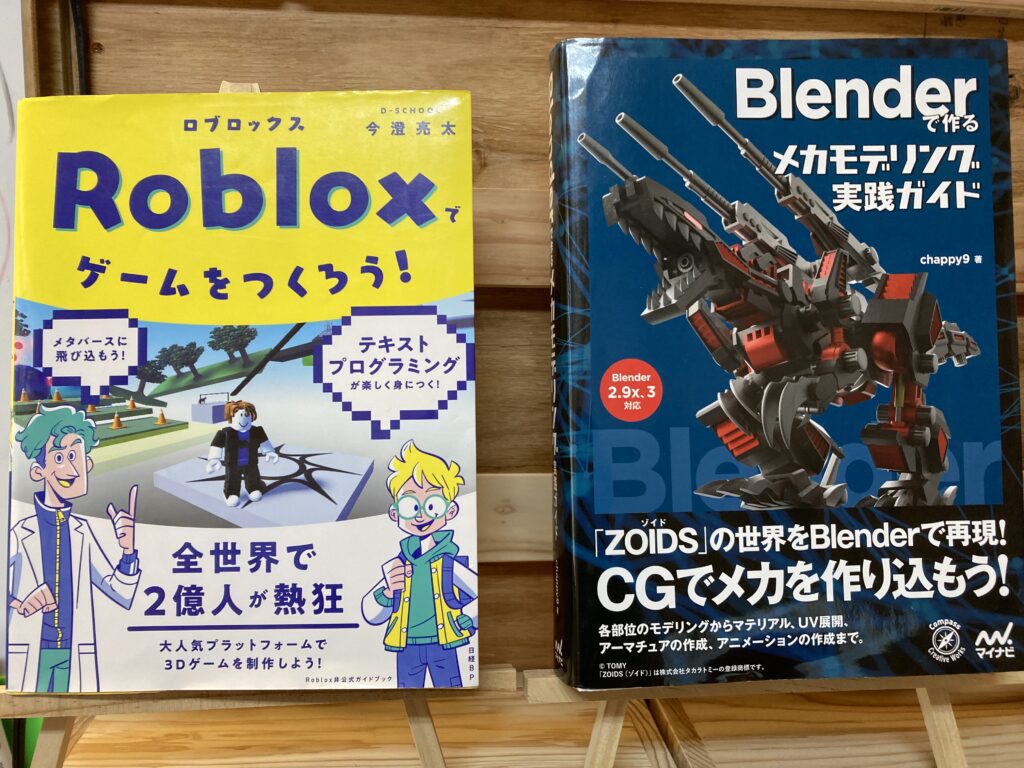 D-SCHOOL
今澄亮太
ロブロックス
Robloxで
ゲームをつくろう!
メタバースに
飛び込もう!
テキスト
プログラミング
が楽しく身につく!
全世界で
2億人が熱狂
大人気プラットフォームで
3Dゲームを制作しよう!
Roblox非公式ガイドブック
日経BP
Blender
で作る
メカモデリング
実践ガイド
chappy9 著
Blender
2.9x、3
対応
Blender
ゾイド
「ZOIDS」の世界をBlenderで再現!
CGでメカを作り込もう!
各部位のモデリングからマテリアル、UV展開、
アーマチュアの作成、アニメーションの作成まで。
© TOMY
「ZOIDS(ゾイド)」は株式会社タカラトミーの登録商標です。
Compass
Creative Works
マイナビ